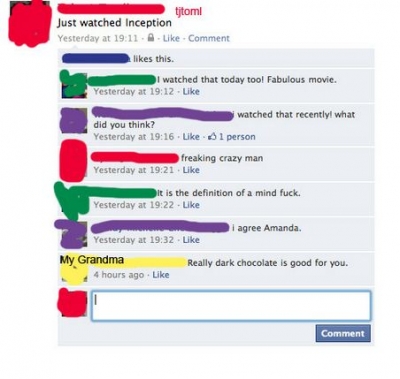 tjtoml
Just watched Inception
Yesterday at 19:11 · Like · Comment
likes this.
I watched that today too! Fabulous movie.
Yesterday at 19:12 · Like
i watched that recently! what
did you think?
Yesterday at 19:16 · Like · 1 person
freaking crazy man
Yesterday at 19:21 · Like
It is the definition of a mind fuck.
Yesterday at 19:22 · Like
i agree Amanda.
Yesterday at 19:32 · Like
My Grandma Really dark chocolate is good for you.
4 hours ago · Like
Comment